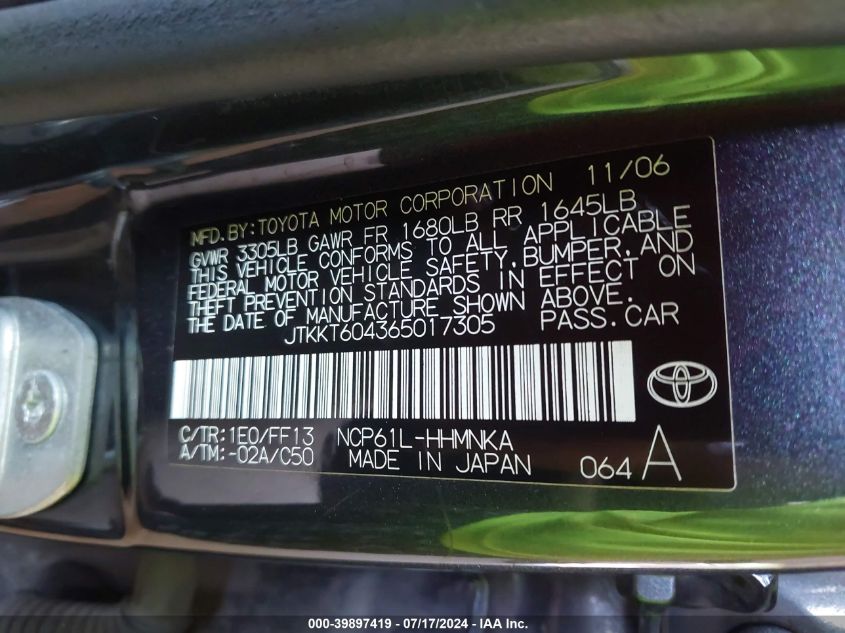 MFD.BY:TOYOTA MOTOR CORPORATION 11/06
GVWR 3305LB GAWR FR 1680LB RR 1645LB
THIS VEHICLE CONFORMS TO ALL APPLICABLE
FEDERAL MOTOR VEHICLE SAFETY,BUMPER,AND
THEFT PREVENTION STANDARDS IN EFFECT ON
THE DATE OF MANUFACTURE SHOWN ABOVE.
JTKKT604365017305 PASS.CAR
C/TR:1E0/FF13 NCP61L-HHMNKA
A/TM:-02A/C50 MADE IN JAPAN 064 A
000-39897419 / 07/17/2024 - IAA Inc.